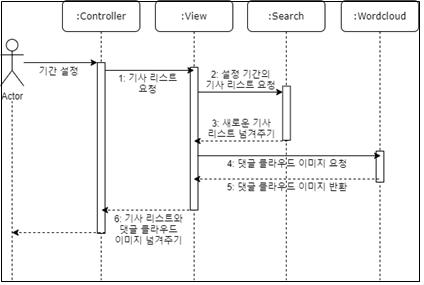 :Controller
:View
:Search
:Wordcloud
기간 설정
Actor
1: 기사 리스트
요청
2: 설정 기간의
기사 리스트 요청
3: 새로운 기사
리스트 넘겨주기
4: 댓글 클라우드 이미지 요청
5: 댓글 클라우드 이미지 반환
6: 기사 리스트와
댓글 클라우드
이미지 넘겨주기